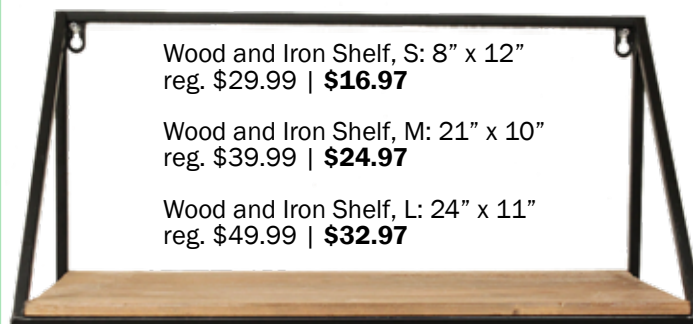 Wood and Iron Shelf, S: 8” x 12”
reg. $29.99 | $16.97
Wood and Iron Shelf, M: 21” x 10”
reg. $39.99 | $24.97
Wood and Iron Shelf, L: 24” x 11”
reg. $49.99 | $32.97